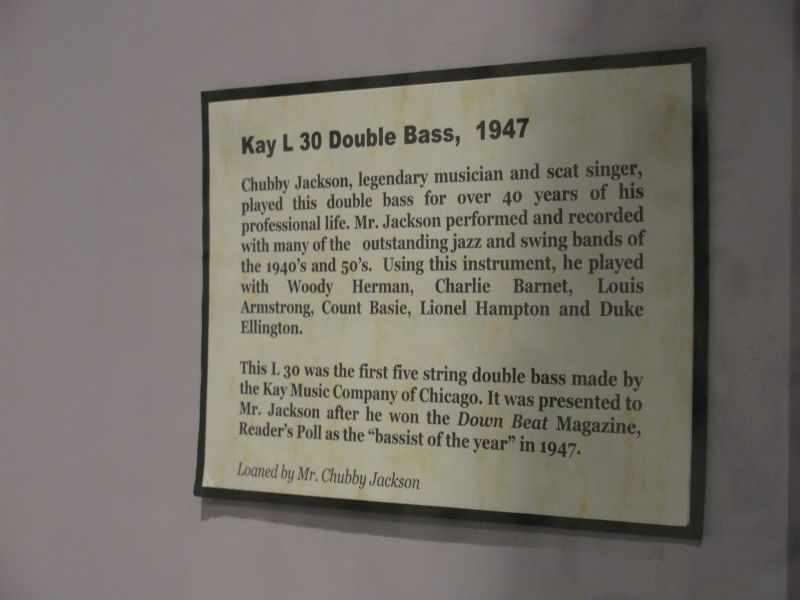 Kay L 30 Double Bass, 1947
Chubby Jackson, legendary musician and scat singer,
played this double bass for over 40 years of his
professional life. Mr. Jackson performed and recorded
with many of the outstanding jazz and swing bands of
the 1940's and 50's. Using this instrument, he played
with Woody Herman, Charlie Barnet, Louis
Armstrong, Count Basie, Lionel Hampton and Duke
Ellington.
This L 30 was the first five string double bass made by
the Kay Music Company of Chicago. It was presented to
Mr. Jackson after he won the Down Beat Magazine,
Reader's Poll as the “bassist of the year” in 1947.
Loaned by Mr. Chubby Jackson